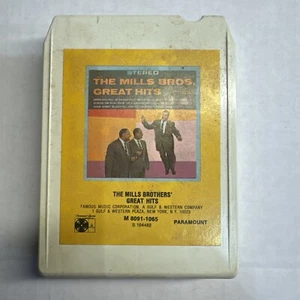 STEREO
THE MILLS BROS.
GREAT HITS
THE MILLS BROTHERS'
GREAT HITS
FAMOUS MUSIC CORPORATION, A GULF & WESTERN COMPANY
1 GULF & WESTERN PLAZA, NEW YORK, N.Y. 10023
M 8091-1065 PARAMOUNT
S 104492